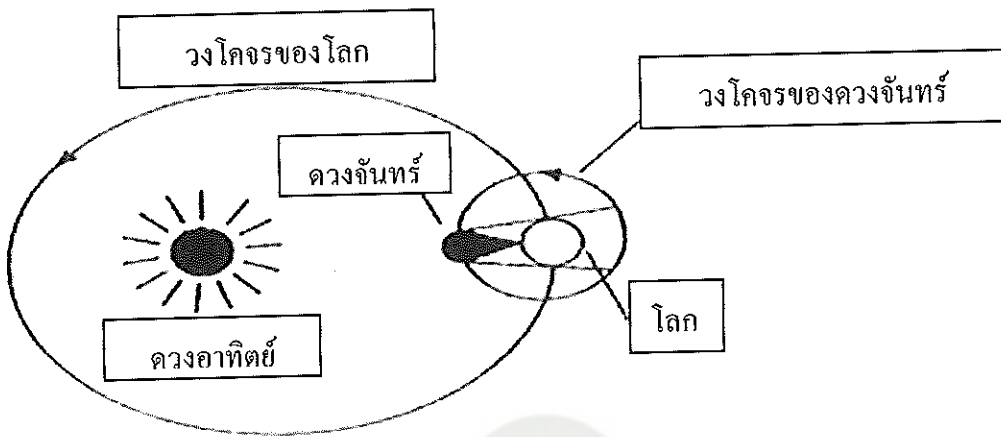 วงโคจรของโลก
วงโคจรของดวงจันทร์
ดวงจันทร์
โลก
ดวงอาทิตย์